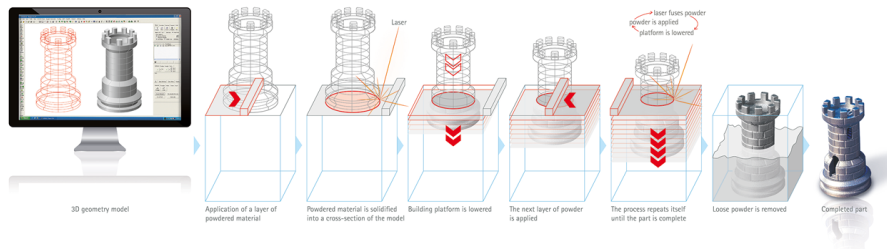 Laser
laser fuses powder
powder is applied
platform is lowered
3D geometry model
Application of a layer of
powdered material
Powdered material is solidified
into a cross-section of the model
Building platform is lowered
The next layer of powder
is applied
The process repeats itself
until the part is complete
Loose powder is removed
Completed part